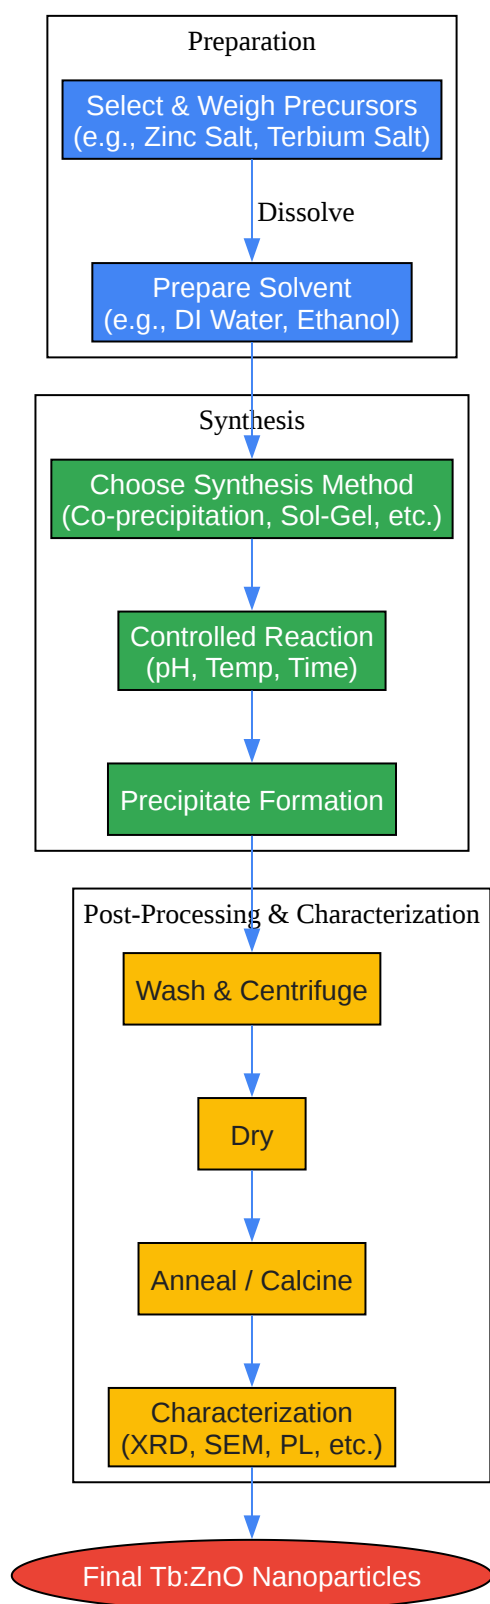 Preparation
Select & Weigh Precursors
(e.g., Zinc Salt, Terbium Salt)
Dissolve
Prepare Solvent
(e.g., DI Water, Ethanol)
Synthesis
Choose Synthesis Method
(Co-precipitation, Sol-Gel, etc.)
Controlled Reaction
(pH, Temp, Time)
Precipitate Formation
Post-Processing & Characterization
Wash & Centrifuge
Dry
Anneal / Calcine
Characterization
(XRD, SEM, PL, etc.)
Final Tb:ZnO Nanoparticles